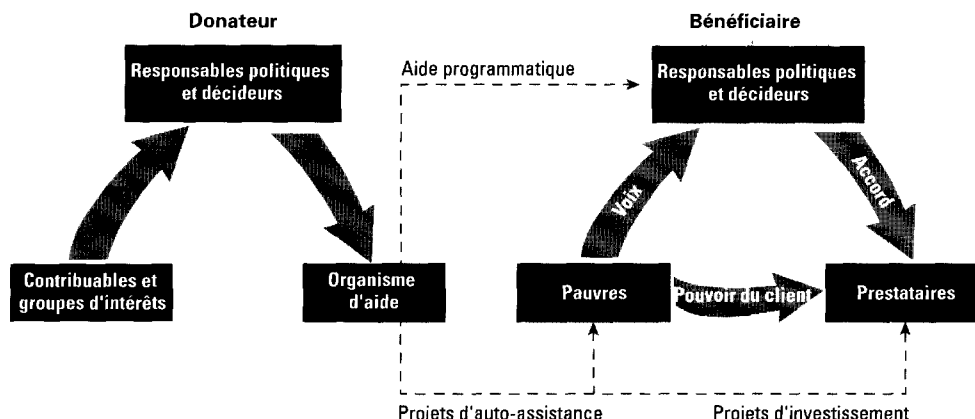 Donateur
Bénéficiaire
Responsables politiques
et décideurs
Aide programmatique
Responsables politiques
et décideurs
Voix
Accord
Contribuables et
groupes d'intérêts
Organisme
d'aide
Pauvres
Pouvoir du client
Prestataires
Projets d'auto-assistance
Projets d'investissement